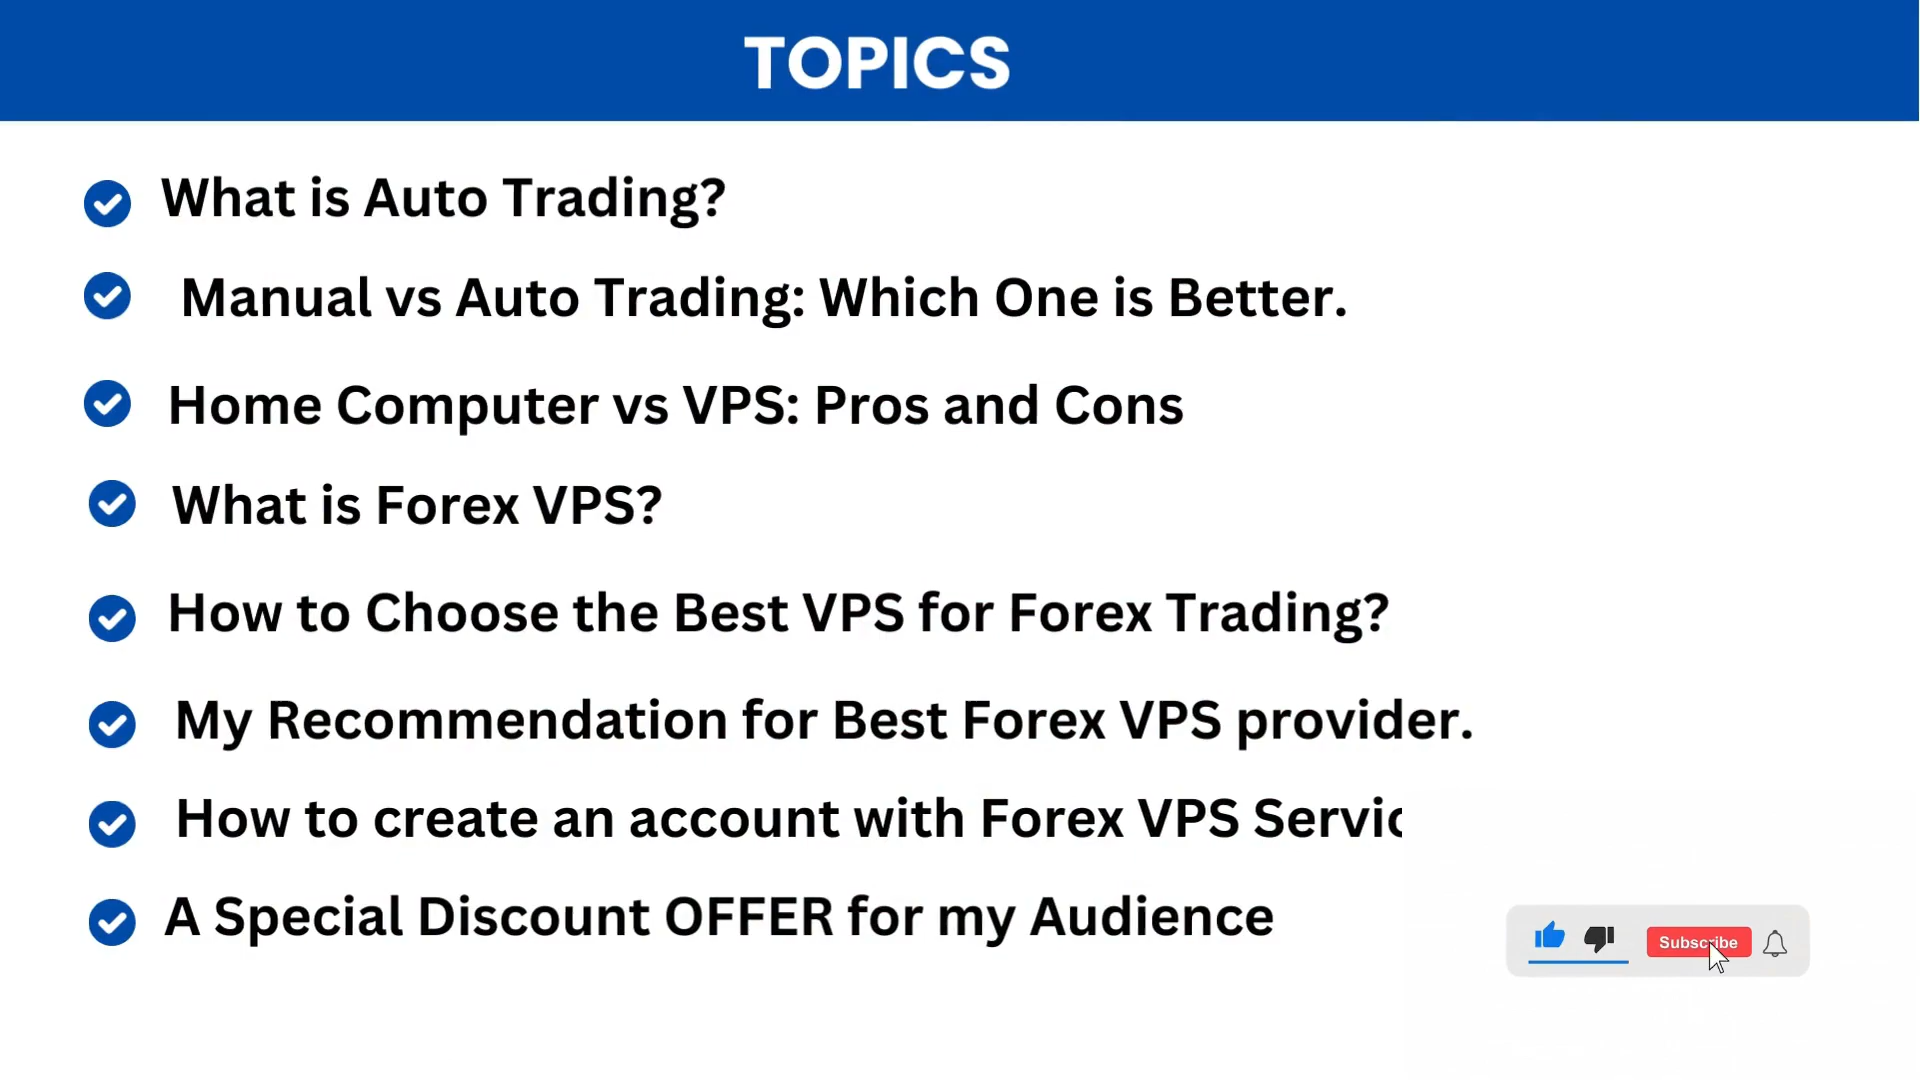 TOPICS
What is Auto Trading?
Manual vs Auto Trading: Which One is Better.
Home Computer vs VPS: Pros and Cons
What is Forex VPS?
How to Choose the Best VPS for Forex Trading?
My Recommendation for Best Forex VPS provider.
How to create an account with Forex VPS
A Special Discount OFFER for my Audience
Subscribe